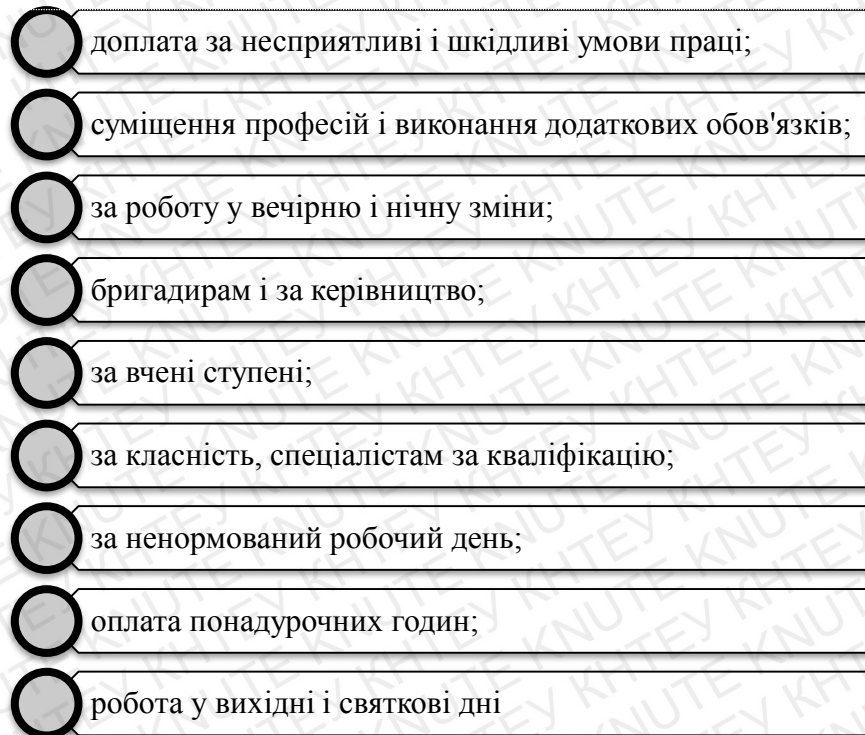 доплата за несприятливі і шкідливі умови праці;
суміщення професій і виконання додаткових обов'язків;
за роботу у вечірню і нічну зміни;
бригадирам і за керівництво;
за вчені ступені;
за класність, спеціалістам за кваліфікацію;
за ненормований робочий день;
оплата понадурочних годин;
робота у вихідні і святкові дні